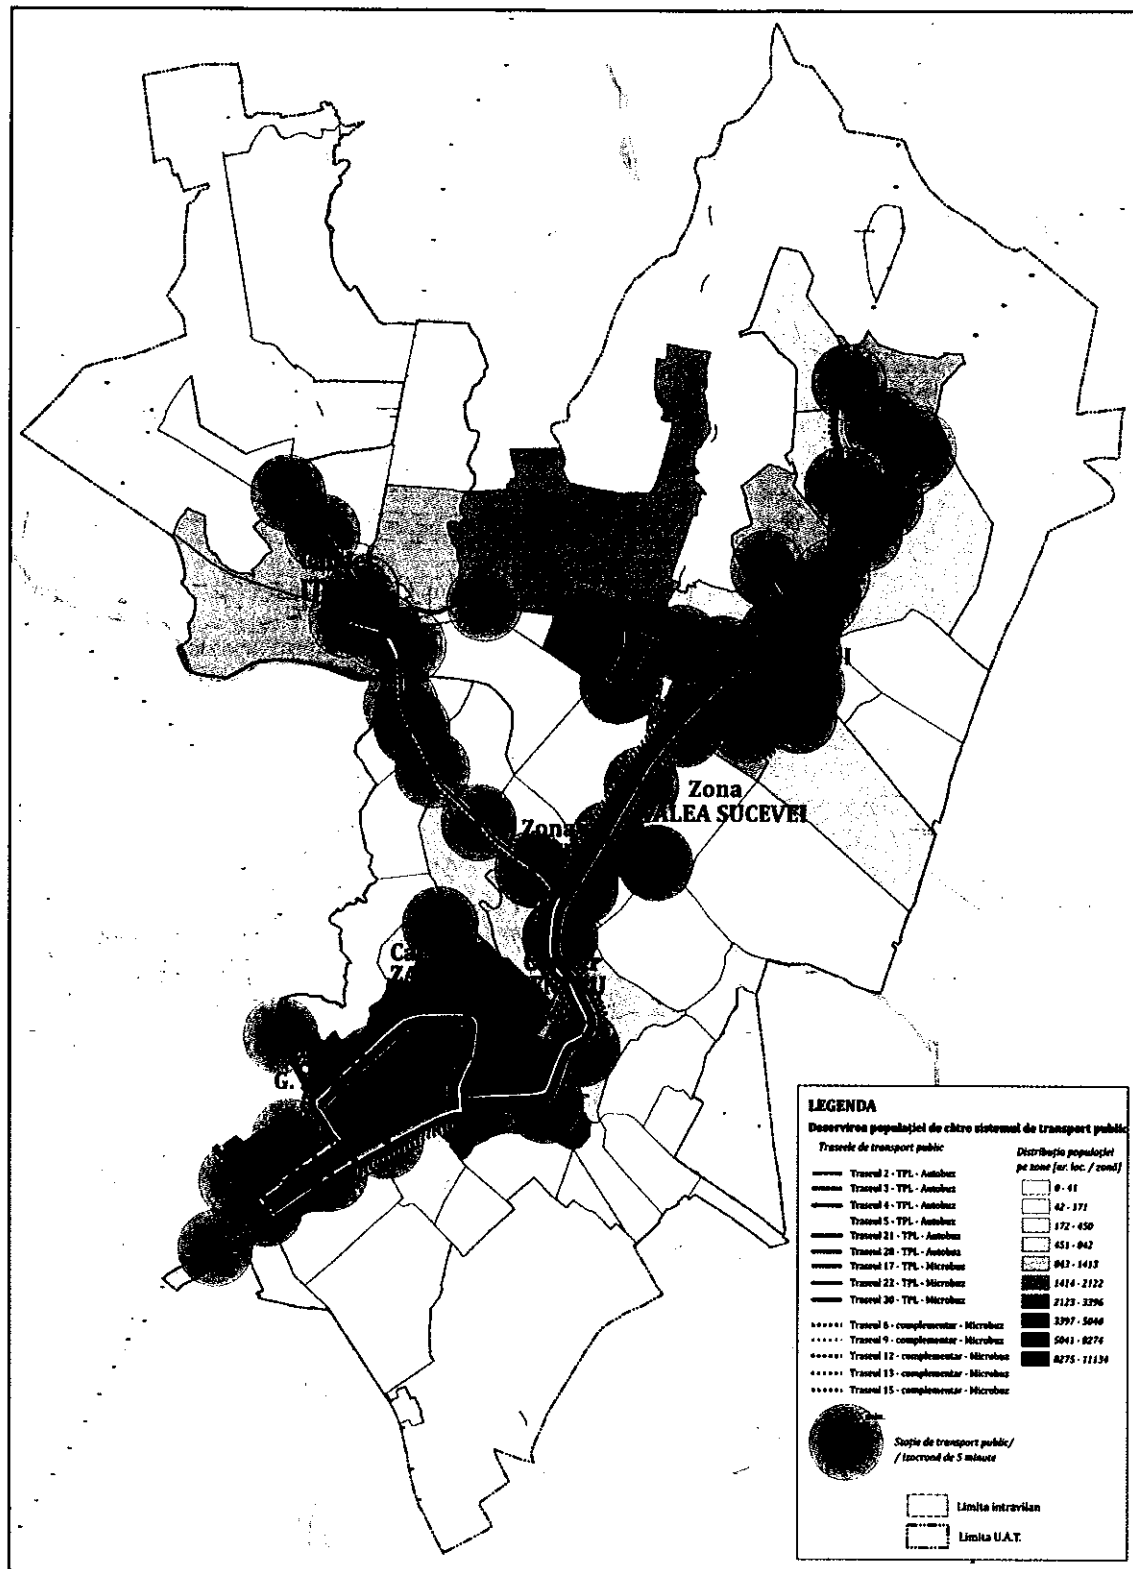 Zona
ALEA SUCEVEI
Zona
G.
LEGENDA
Deservirea populației de către sistemul de transport public
Traseele de transport public
Traseul 2 - TPL - Autobuz
Traseul 3 - TPL - Autobuz
Traseul 4 - TPL - Autobuz
Traseul 5 - TPL - Autobuz
Traseul 21 - TPL - Autobuz
Traseul 28 - TPL - Autobuz
Traseul 17 - TPL - Microbuz
Traseul 22 - TPL - Microbuz
Traseul 30 - TPL - Microbuz
Traseul 6 - complementar - Microbuz
Traseul 9 - complementar - Microbuz
Traseul 12 - complementar - Microbuz
Traseul 13 - complementar - Microbuz
Traseul 15 - complementar - Microbuz
Distribuția populației
pe zone [nr. loc. / zonă]
0 - 41
42 - 171
172 - 450
451 - 842
843 - 1413
1414 - 2122
2123 - 3396
3397 - 5040
5041 - 8274
8275 - 11134
Stație de transport public/
/ izocronă de 5 minute
Limita intravilan
Limita U.A.T.